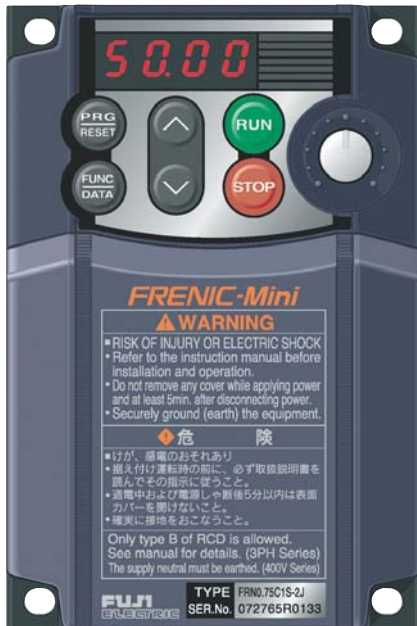 50.00
PRG
RESET
RUN
FUNC
DATA
STOP
FRENIC-Mini
WARNING
■RISK OF INJURY OR ELECTRIC SHOCK
• Refer to the instruction manual before
installation and operation.
• Do not remove any cover while applying power
and at least 5min. after disconnecting power.
• Securely ground (earth) the equipment.
危 険
■けが、感電のおそれあり
• 据え付け運転時の前に、必ず取扱説明書を
読んでその指示に従うこと。
• 通電中および電源しゃ断後5分以内は表面
カバーを開けないこと。
• 確実に接地をおこなうこと。
Only type B of RCD is allowed.
See manual for details. (3PH Series)
The supply neutral must be earthed. (400V Series)
FUJI
ELECTRIC
TYPE FRN0.75C1S-2J
SER.No. 072765R0133